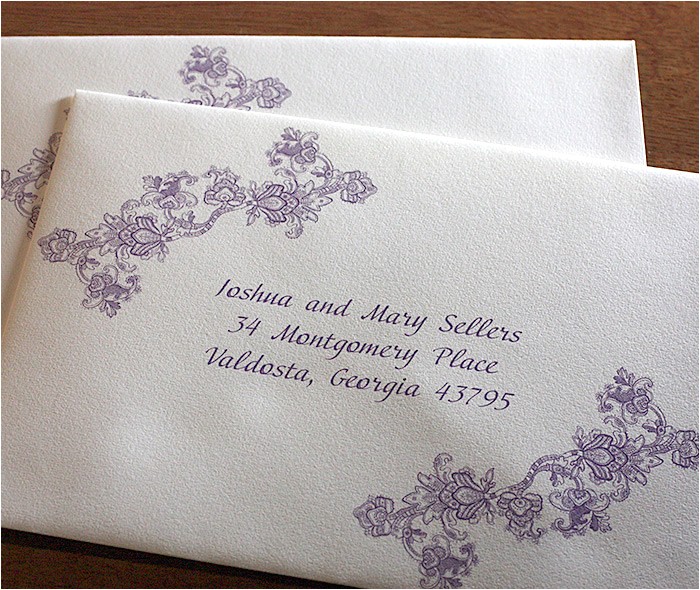 Joshua and Mary Sellers
34 Montgomery Place
Valdosta, Georgia 43795